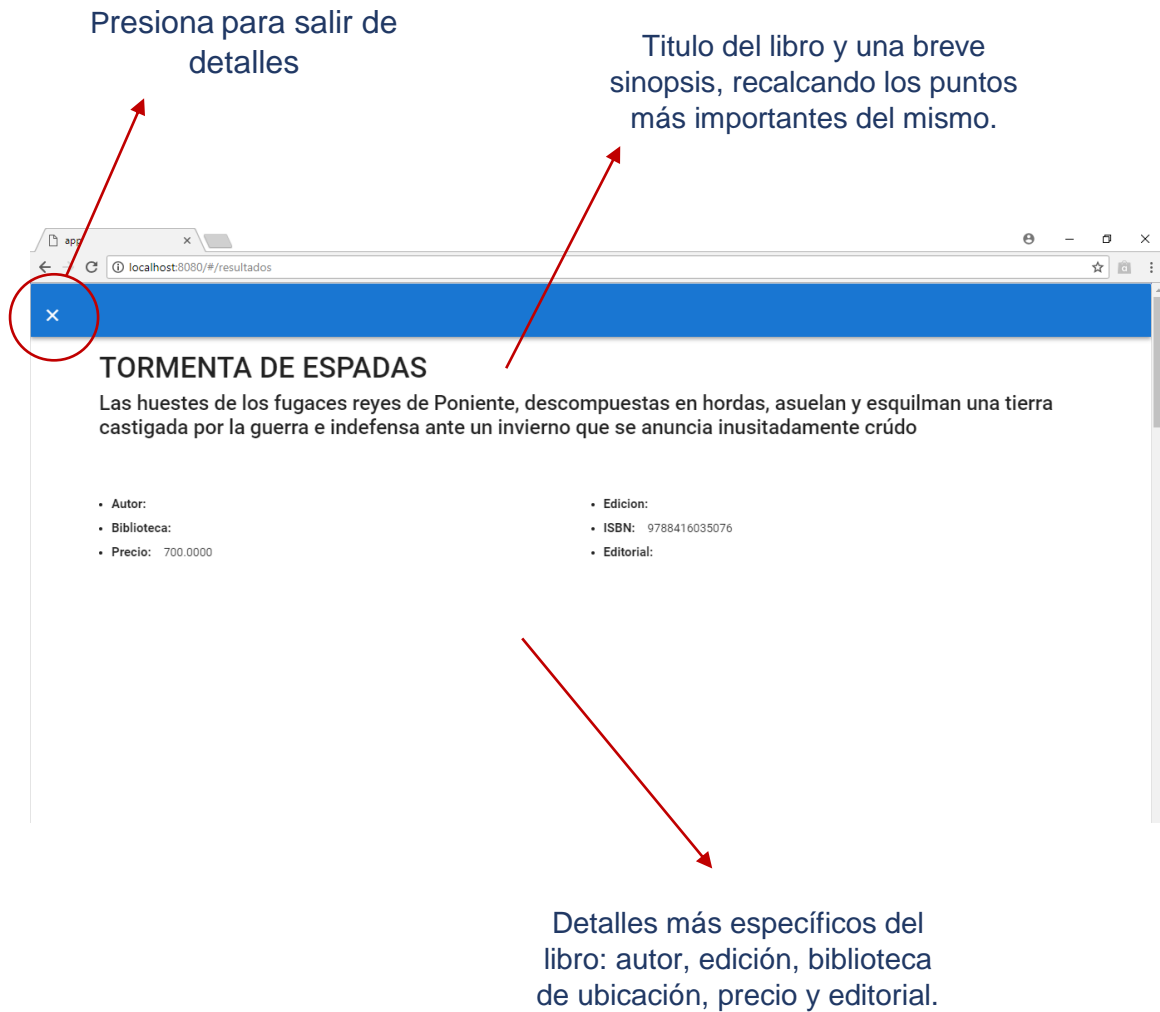 Presiona para salir de
detalles
Titulo del libro y una breve
sinopsis, recalcando los puntos
más importantes del mismo.
app
localhost:8080/#/resultados
TORMENTA DE ESPADAS
Las huestes de los fugaces reyes de Poniente, descompuestas en hordas, asuelan y esquilman una tierra
castigada por la guerra e indefensa ante un invierno que se anuncia inusitadamente crúdo
Autor:
Biblioteca:
Precio: 700.0000
Edicion:
ISBN: 9788416035076
Editorial:
Detalles más específicos del
libro: autor, edición, biblioteca
de ubicación, precio y editorial.